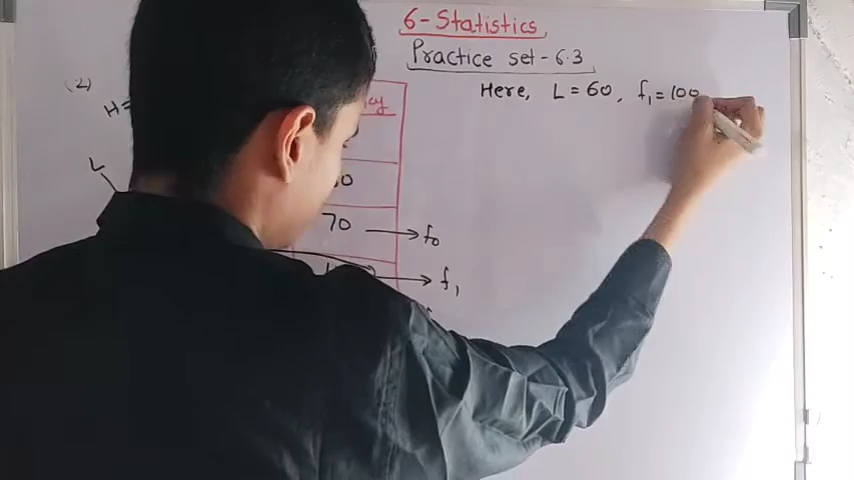 6-Statistics
Practice set-6.3
(2)
Here, L = 60, f₁ = 100
H=
L
70 → f₀
→ f₁